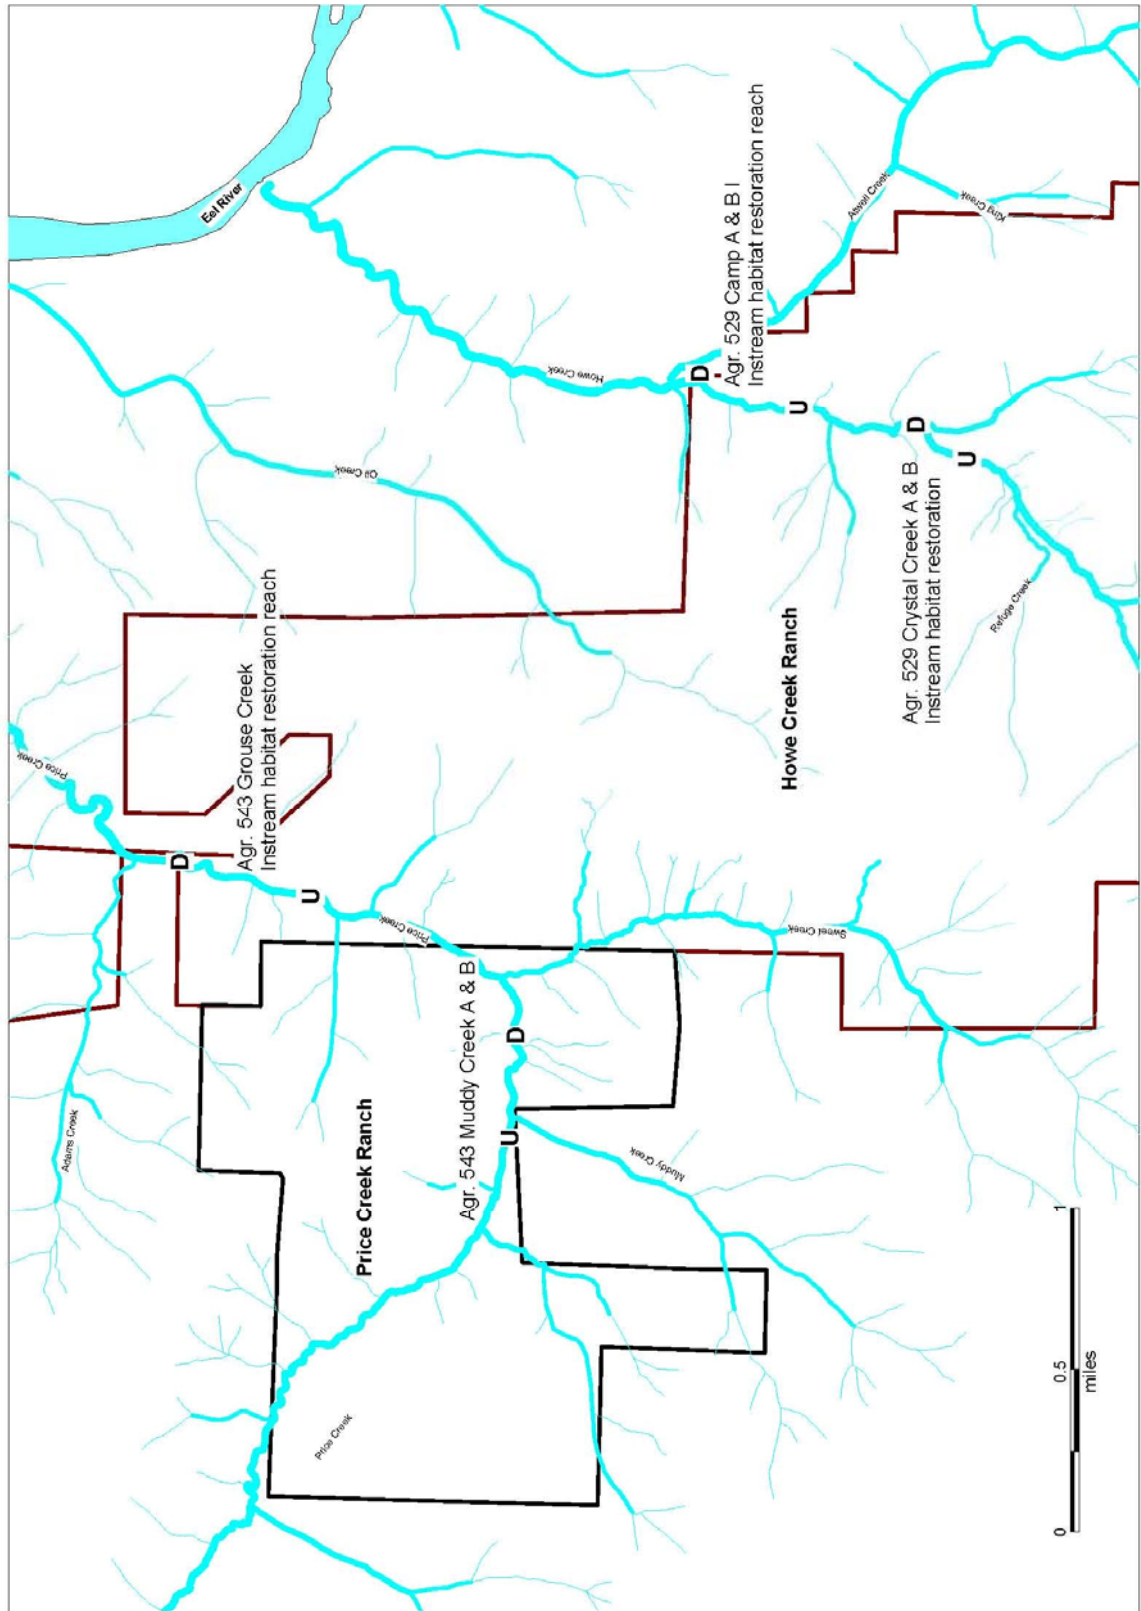 Eel River
Howe Creek
Oil Creek
Atwell Creek
King Creek
Agr. 529 Camp A & B I
Instream habitat restoration reach
D
U
D
U
Agr. 529 Crystal Creek A & B
Instream habitat restoration
Refuge Creek
Howe Creek Ranch
Price Creek
Agr. 543 Grouse Creek
Instream habitat restoration reach
D
U
Price Creek
Sweet Creek
Adams Creek
Price Creek Ranch
Agr. 543 Muddy Creek A & B
D
U
Muddy Creek
Price Creek
0
0.5
1
miles